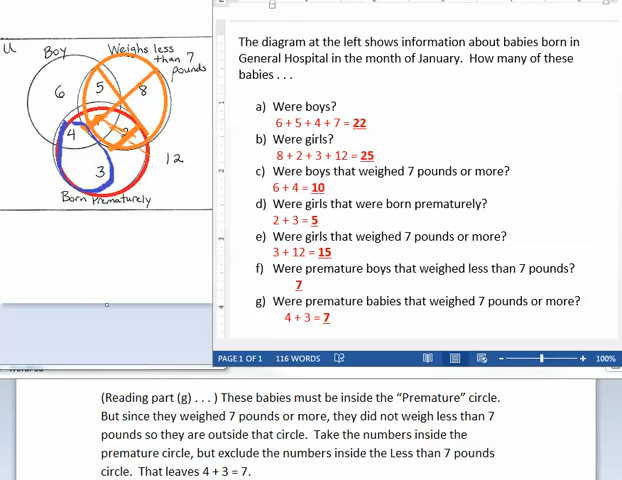 U
Boy
Weighs less
than 7
pounds
6
5
8
4
12
3
Born Prematurely
The diagram at the left shows information about babies born in
General Hospital in the month of January. How many of these
babies . . .
a) Were boys?
6 + 5 + 4 + 7 = 22
b) Were girls?
8 + 2 + 3 + 12 = 25
c) Were boys that weighed 7 pounds or more?
6 + 4 = 10
d) Were girls that were born prematurely?
2 + 3 = 5
e) Were girls that weighed 7 pounds or more?
3 + 12 = 15
f) Were premature boys that weighed less than 7 pounds?
7
g) Were premature babies that weighed 7 pounds or more?
4 + 3 = 7
1
2
3
4
PAGE 1 OF 1 116 WORDS
100%
(Reading part (g) . . .) These babies must be inside the “Premature” circle.
But since they weighed 7 pounds or more, they did not weigh less than 7
pounds so they are outside that circle. Take the numbers inside the
premature circle, but exclude the numbers inside the Less than 7 pounds
circle. That leaves 4 + 3 = 7.